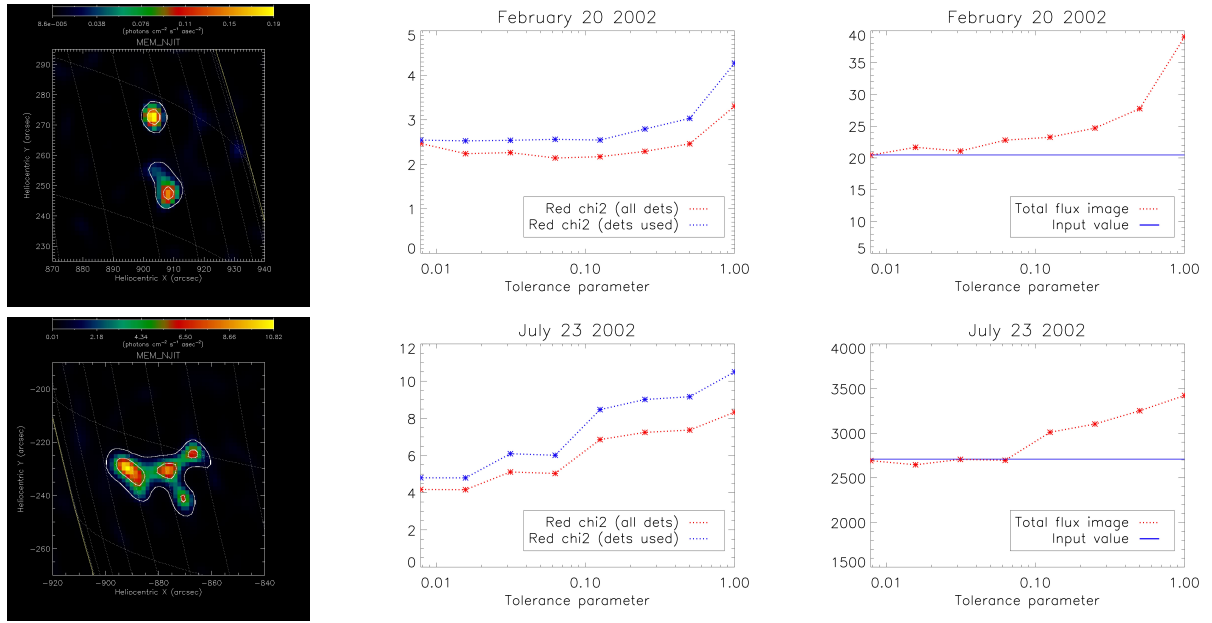 8.6e-005 0.038 0.076 0.11 0.15 0.19
(photons cm⁻² s⁻¹ asec⁻²)
MEM_NJIT
290
280
270
260
250
240
230
Heliocentric Y (arcsec)
870 880 890 900 910 920 930 940
Heliocentric X (arcsec)
February 20 2002
5
4
3
2
1
0
Red chi2 (all dets)
Red chi2 (dets used)
0.01 0.10 1.00
Tolerance parameter
February 20 2002
40
35
30
25
20
15
10
5
Total flux image
Input value
0.01 0.10 1.00
Tolerance parameter
0.01 2.18 4.34 6.50 8.66 10.82
(photons cm⁻² s⁻¹ asec⁻²)
MEM_NJIT
−200
−220
−240
−260
Heliocentric Y (arcsec)
−920 −900 −880 −860 −840
Heliocentric X (arcsec)
July 23 2002
12
10
8
6
4
2
0
Red chi2 (all dets)
Red chi2 (dets used)
0.01 0.10 1.00
Tolerance parameter
July 23 2002
4000
3500
3000
2500
2000
1500
Total flux image
Input value
0.01 0.10 1.00
Tolerance parameter